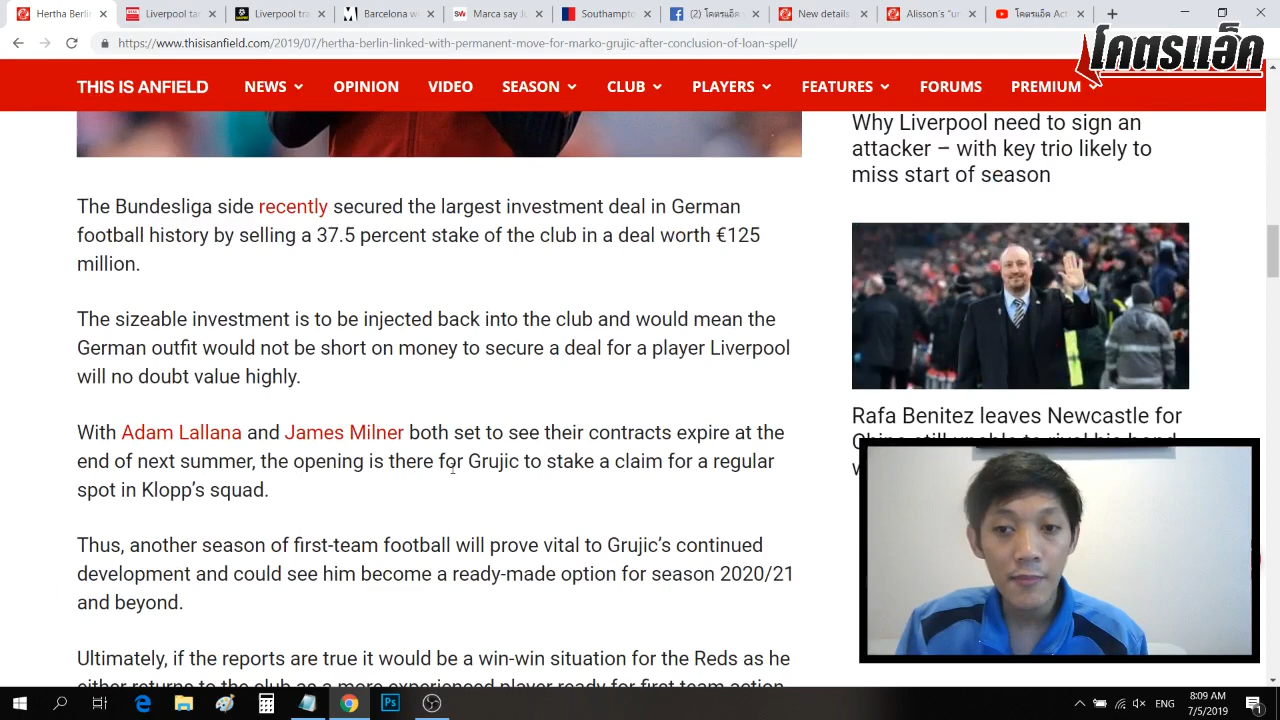 Hertha Berlin
Liverpool tar
Liverpool tra
Barcelona w
Marca say Ju
Southampto
(2) โคตรแอ็ค
New details
Alisson's 'un
โคตรแอ็ค Act
https://www.thisisanfield.com/2019/07/hertha-berlin-linked-with-permanent-move-for-marko-grujic-after-conclusion-of-loan-spell/
โคตรแอ็ค
THIS IS ANFIELD
NEWS
OPINION
VIDEO
SEASON
CLUB
PLAYERS
FEATURES
FORUMS
PREMIUM
The Bundesliga side recently secured the largest investment deal in German
football history by selling a 37.5 percent stake of the club in a deal worth €125
million.
The sizeable investment is to be injected back into the club and would mean the
German outfit would not be short on money to secure a deal for a player Liverpool
will no doubt value highly.
With Adam Lallana and James Milner both set to see their contracts expire at the
end of next summer, the opening is there for Grujic to stake a claim for a regular
spot in Klopp's squad.
Thus, another season of first-team football will prove vital to Grujic's continued
development and could see him become a ready-made option for season 2020/21
and beyond.
Ultimately, if the reports are true it would be a win-win situation for the Reds as he
either returns to the club as a more experienced player ready for first team action
Why Liverpool need to sign an
attacker – with key trio likely to
miss start of season
Rafa Benitez leaves Newcastle for
China still unable to rival his bond
ENG
8:09 AM
7/5/2019